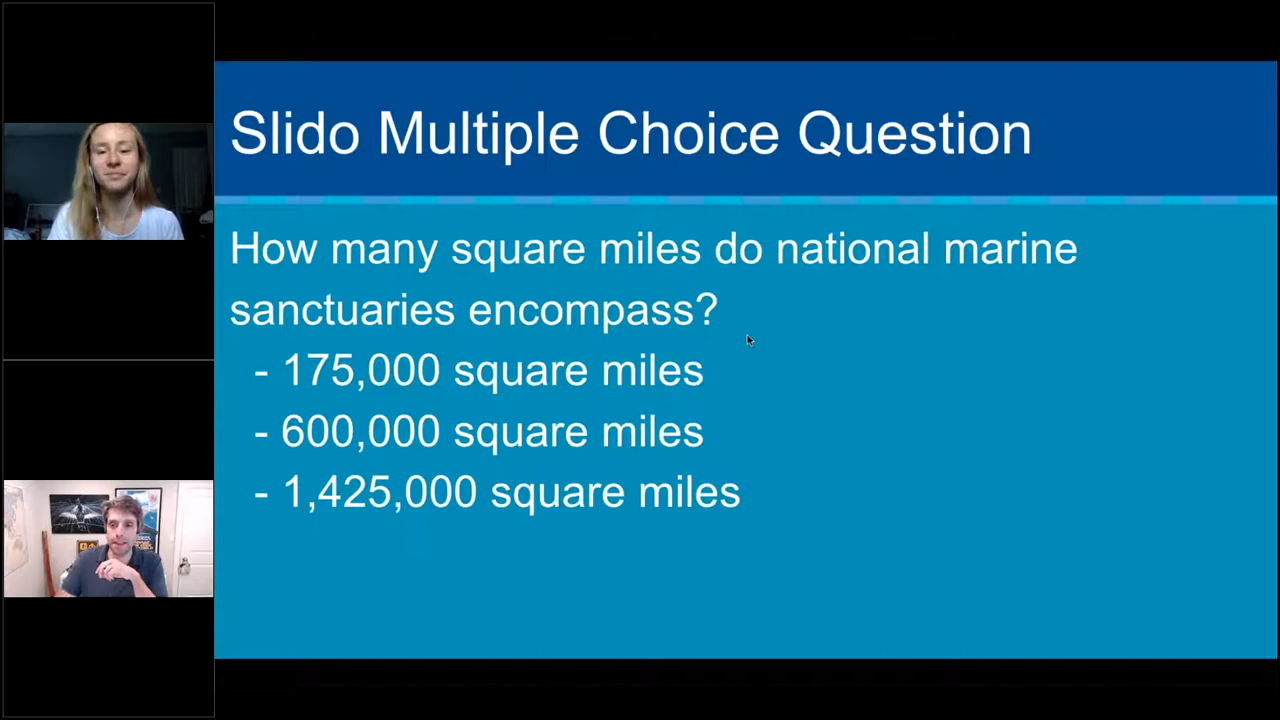 Slido Multiple Choice Question
How many square miles do national marine
sanctuaries encompass?
- 175,000 square miles
- 600,000 square miles
- 1,425,000 square miles